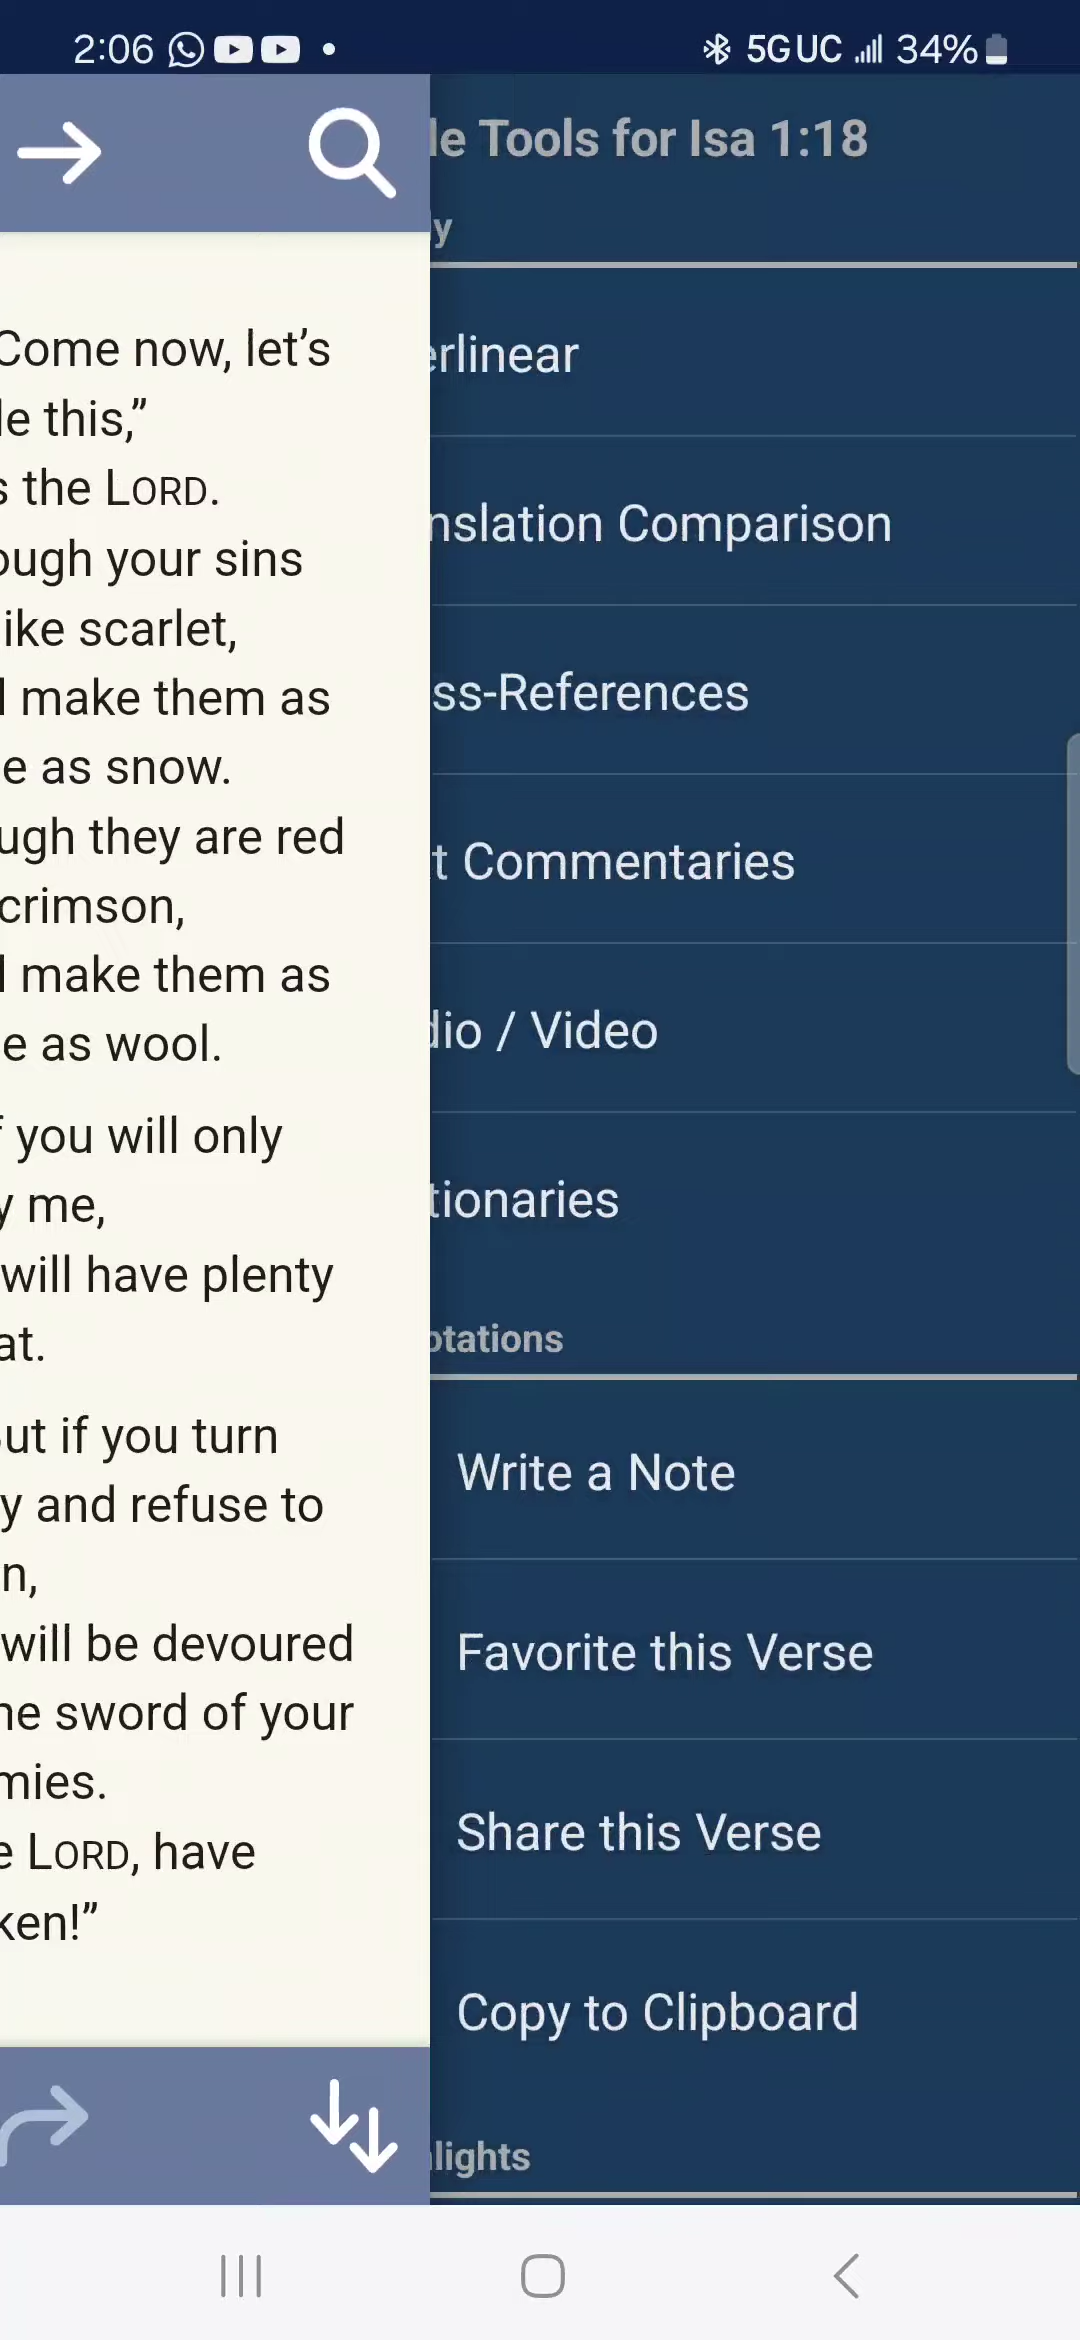 2:06
5G UC 34%
le Tools for Isa 1:18
ly
erlinear
nslation Comparison
ss-References
t Commentaries
dio / Video
tionaries
otations
Write a Note
Favorite this Verse
Share this Verse
Copy to Clipboard
lights
Come now, let’s
le this,”
s the LORD.
ough your sins
ike scarlet,
l make them as
e as snow.
ugh they are red
crimson,
l make them as
e as wool.
f you will only
y me,
will have plenty
at.
ut if you turn
y and refuse to
n,
will be devoured
he sword of your
mies.
e LORD, have
ken!”